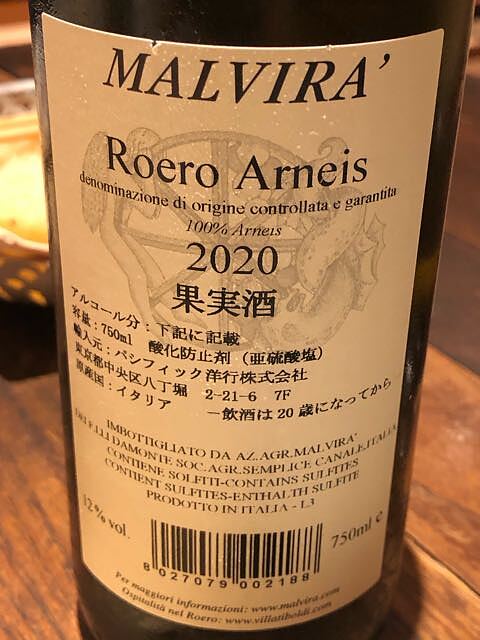 MALVIRA'
Roero Arneis
denominazione di origine controllata e garantita
100% Arneis
2020
果実酒
アルコール分：下記に記載
容量：750ml 酸化防止剤（亜硫酸塩）
輸入元：パシフィック洋行株式会社
東京都中央区八丁堀 2-21-6 7F
原産国：イタリア ー飲酒は20歳になってから
IMBOTTIGLIATO DA AZ.AGR.MALVIRA'
DEI F.LLI DAMONTE SOC.AGR.SEMPLICE CANALE.ITALIA
CONTIENE SOLFITI-CONTAINS SULFITES
CONTIENT SULFITES-ENTHALTH SULFITE
PRODOTTO IN ITALIA - L3
12% vol.
750ml e
8 027079 002188
Per maggiori informazioni: www.malvira.com
Ospitalità nel Roero: www.villatiboldi.com